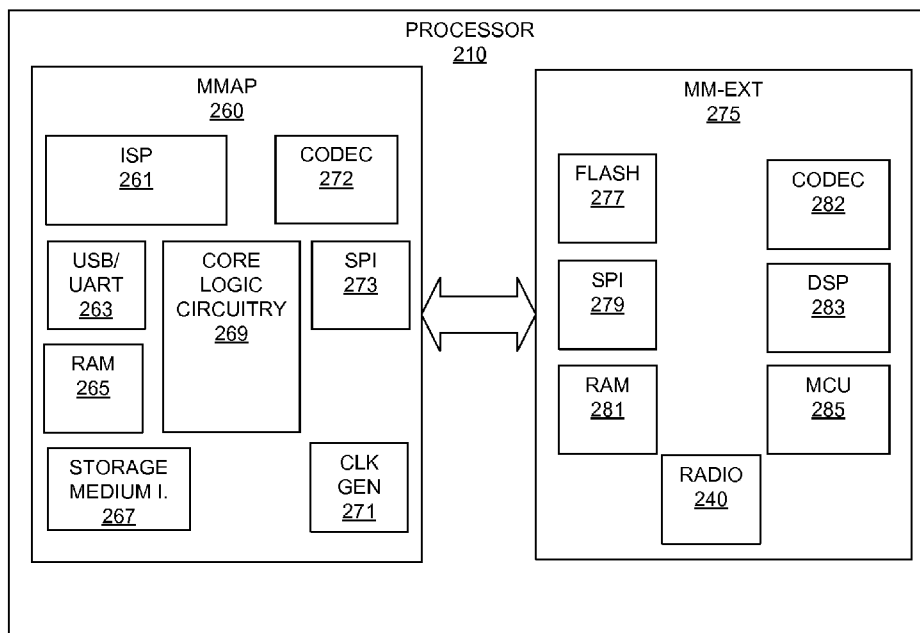 PROCESSOR
210
MMAP
260
ISP
261
CODEC
272
USB/
UART
263
CORE
LOGIC
CIRCUITRY
269
SPI
273
RAM
265
STORAGE
MEDIUM I.
267
CLK
GEN
271
MM-EXT
275
FLASH
277
CODEC
282
SPI
279
DSP
283
RAM
281
MCU
285
RADIO
240